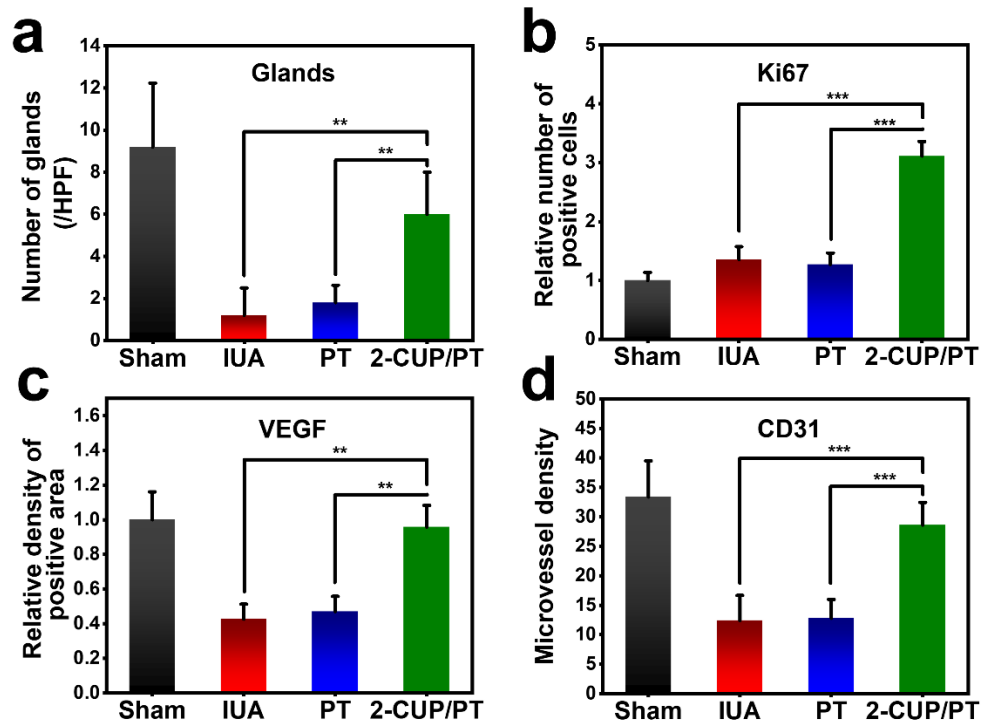 a
Glands
Number of glands
(/HPF)
14
12
10
8
6
4
2
0
**
**
Sham IUA PT 2-CUP/PT
b
Ki67
Relative number of
positive cells
5
4
3
2
1
0
***
***
Sham IUA PT 2-CUP/PT
c
VEGF
Relative density of
positive area
1.6
1.4
1.2
1.0
0.8
0.6
0.4
0.2
0.0
**
**
Sham IUA PT 2-CUP/PT
d
CD31
Microvessel density
50
45
40
35
30
25
20
15
10
5
0
***
***
Sham IUA PT 2-CUP/PT